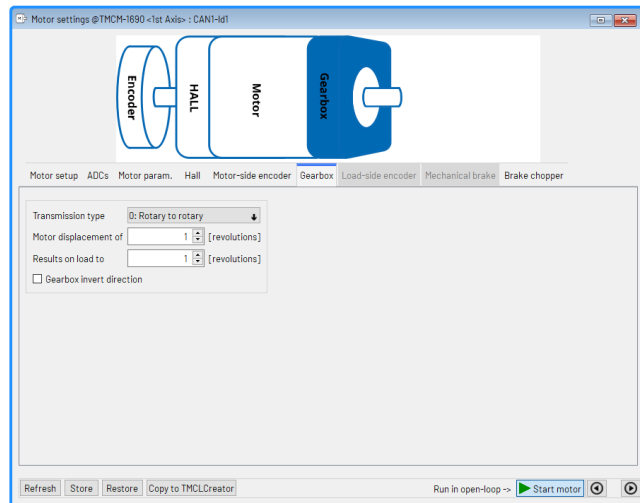 Motor settings @TMCM-1690 <1st Axis> : CAN1-Id1
Encoder
HALL
Motor
Gearbox
Motor setup ADCs Motor param. Hall Motor-side encoder Gearbox Load-side encoder Mechanical brake Brake chopper
Transmission type 0: Rotary to rotary
Motor displacement of 1 [revolutions]
Results on load to 1 [revolutions]
Gearbox invert direction
Refresh Store Restore Copy to TMCLCreator Run in open-loop -> Start motor